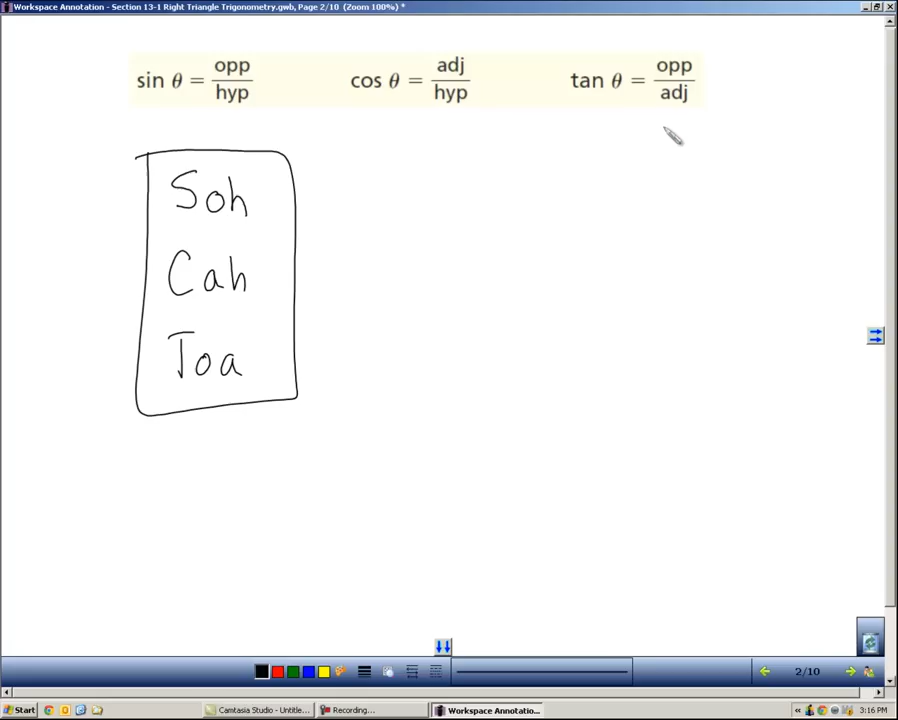 Workspace Annotation - Section 13-1 Right Triangle Trigonometry.gwb, Page 2/10 (Zoom 100%) *
sin θ = opp/hyp cos θ = adj/hyp tan θ = opp/adj
Soh
Cah
Toa
2/10
Start Camtasia Studio - Untitle... Recording... Workspace Annotatio... « 3:16 PM